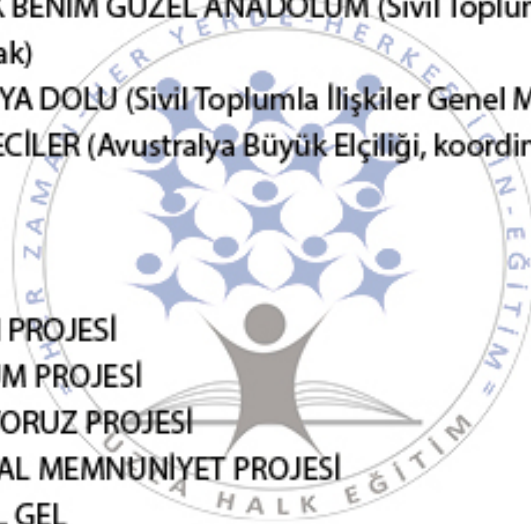 K BENİM GÜZEL ANADOLUM (Sivil Toplum
ak)
YA DOLU (Sivil Toplumla İlişkiler Genel M
ECİLER (Avustralya Büyük Elçiliği, koordin
İ PROJESİ
UM PROJESİ
YORUZ PROJESİ
AL MEMNUNİYET PROJESİ
L GEL
HER ZAMAN-HER YERDE-HERKES İÇİN-EĞİTİM
HALK EĞİTİM